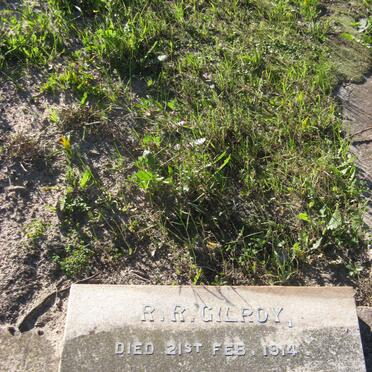 R.R. GILROY,
DIED 21ST FEB. 1914